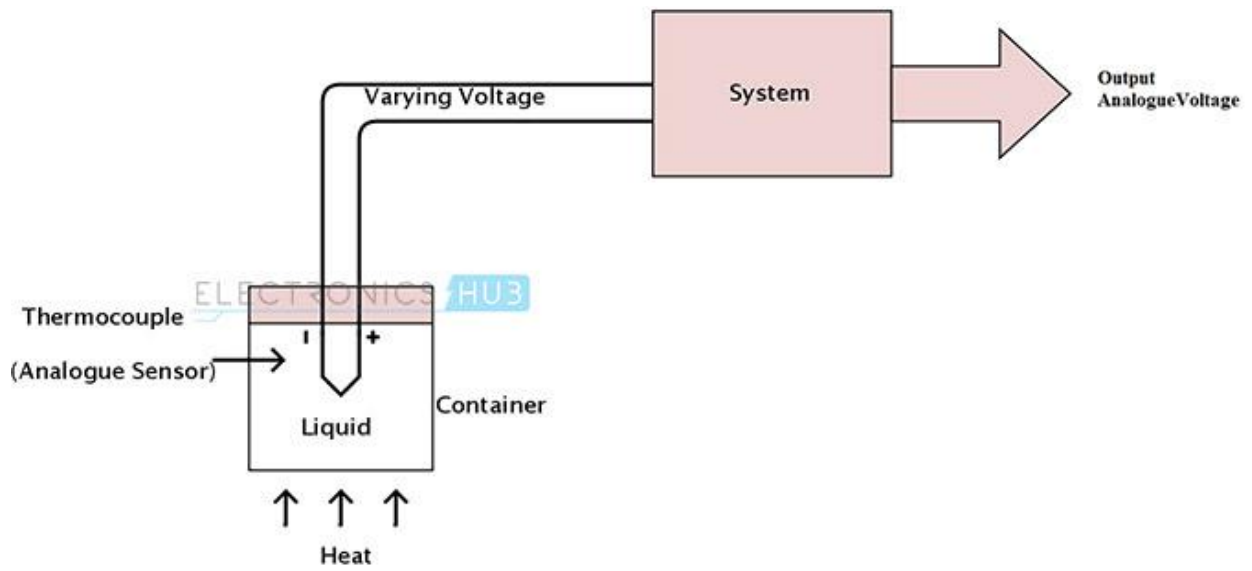 Varying Voltage
System
Output
AnalogueVoltage
ELECTRONICS HUB
Thermocouple
- +
(Analogue Sensor)
Container
Liquid
Heat